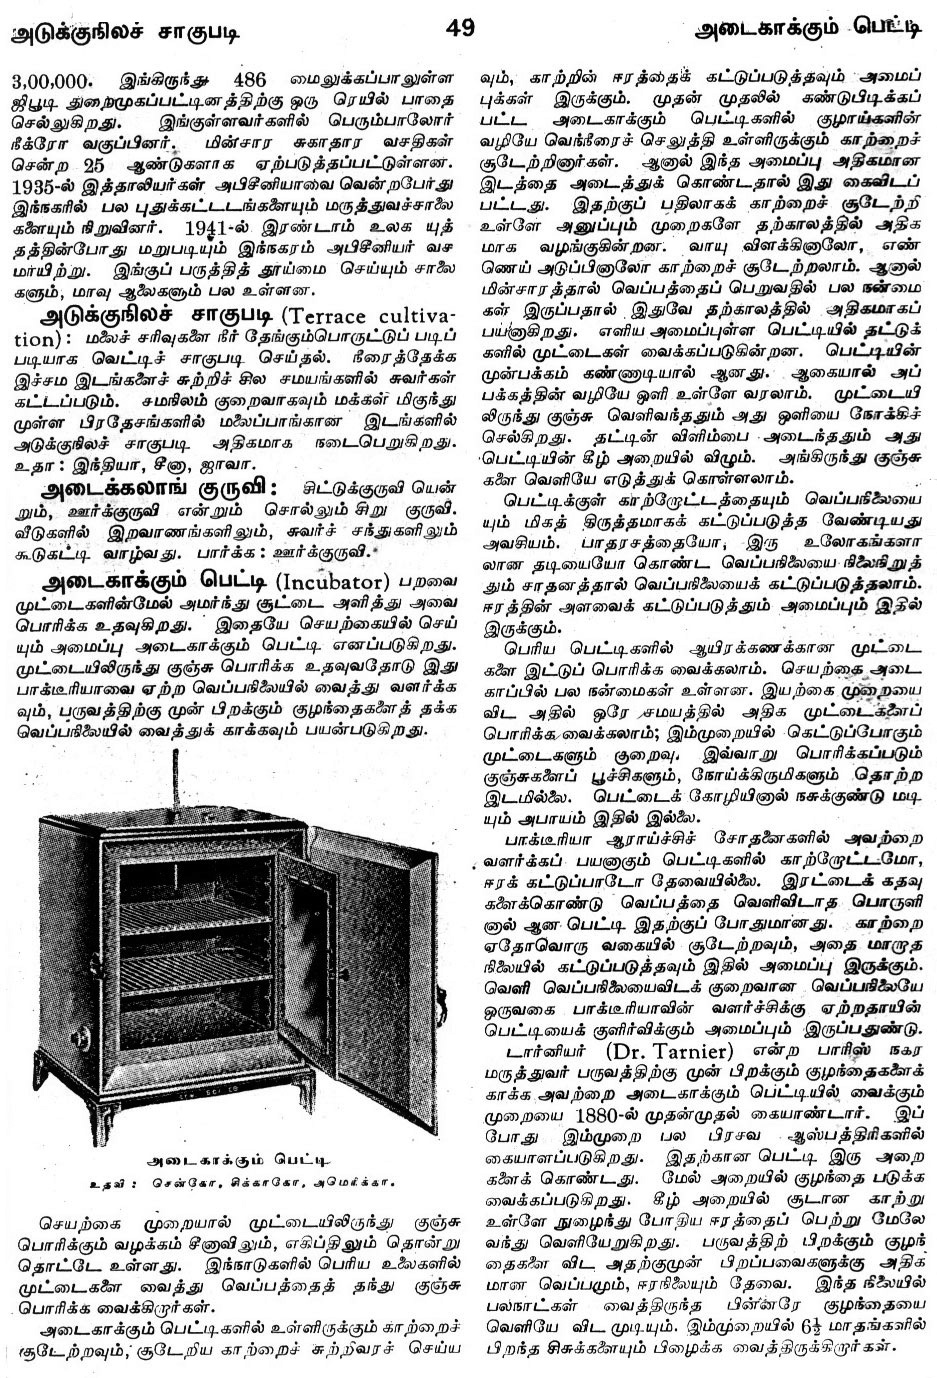 அடுக்குநிலச் சாகுபடி
49
அடைகாக்கும் பெட்டி
3,00,000. இங்கிருந்து 486 மைலுக்கப்பாலுள்ள
ஜிபூடி துறைமுகப்பட்டினத்திற்கு ஒரு ரெயில் பாதை
செல்லுகிறது. இங்குள்ளவர்களில் பெரும்பாலோர்
நீக்ரோ வகுப்பினர். மின்சார சுகாதார வசதிகள்
சென்ற 25 ஆண்டுகளாக ஏற்படுத்தப்பட்டுள்ளன.
1935-ல் இத்தாலியர்கள் அபிசீனியாவை வென்றபோது
இந்நகரில் பல புதுக்கட்டடங்களையும் மருத்துவச்சாலை
களையும் நிறுவினர். 1941-ல் இரண்டாம் உலக யுத்
தத்தின்போது மறுபடியும் இந்நகரம் அபிசீனியர் வச
மாயிற்று. இங்குப் பருத்தித் தூய்மை செய்யும் சாலை
களும், மாவு ஆலைகளும் பல உள்ளன.
அடுக்குநிலச் சாகுபடி (Terrace cultiva-
tion) : மலைச் சரிவுகளை நீர் தேங்கும்பொருட்டுப் படிப்
படியாக வெட்டிச் சாகுபடி செய்தல். நீரைத்தேக்க
இச்சம இடங்களைச் சுற்றிச் சில சமயங்களில் சுவர்கள்
கட்டப்படும். சமநிலம் குறைவாகவும் மக்கள் மிகுந்து
முள்ள பிரதேசங்களில் மலைப்பாங்கான இடங்களில்
அடுக்குநிலச் சாகுபடி அதிகமாக நடைபெறுகிறது.
உதா : இந்தியா, சீனா, ஜாவா.
அடைக்கலாங் குருவி : சிட்டுக்குருவி யென்
றும், ஊர்க்குருவி என்றும் சொல்லும் சிறு குருவி.
வீடுகளில் இறவாணங்களிலும், சுவர்ச் சந்துகளிலும்
கூடுகட்டி வாழ்வது. பார்க்க : ஊர்க்குருவி.
அடைகாக்கும் பெட்டி (Incubator) பறவை
முட்டைகளின்மேல் அமர்ந்து சூட்டை அளித்து அவை
பொரிக்க உதவுகிறது. இதையே செயற்கையில் செய்
யும் அமைப்பு அடைகாக்கும் பெட்டி எனப்படுகிறது.
முட்டையிலிருந்து குஞ்சு பொரிக்க உதவுவதோடு இது
பாக்டீரியாவை ஏற்ற வெப்பநிலையில் வைத்து வளர்க்க
வும், பருவத்திற்கு முன் பிறக்கும் குழந்தைகளைத் தக்க
வெப்பநிலையில் வைத்துக் காக்கவும் பயன்படுகிறது.
அடைகாக்கும் பெட்டி
உதவி : சென்கோ, சிக்காகோ, அமெரிக்கா.
செயற்கை முறையால் முட்டையிலிருந்து குஞ்சு
பொரிக்கும் வழக்கம் சீனாவிலும், எகிப்திலும் தொன்று
தொட்டே உள்ளது. இந்நாடுகளில் பெரிய உலைகளில்
முட்டைகளை வைத்து வெப்பத்தைத் தந்து குஞ்சு
பொரிக்க வைக்கிறார்கள்.
அடைகாக்கும் பெட்டிகளில் உள்ளிருக்கும் காற்றைச்
சூடேற்றவும், சூடேறிய காற்றைச் சுற்றிவரச் செய்ய
வும், காற்றின் ஈரத்தைக் கட்டுப்படுத்தவும் அமைப்
புக்கள் இருக்கும். முதன் முதலில் கண்டுபிடிக்கப்
பட்ட அடைகாக்கும் பெட்டிகளில் குழாய்களின்
வழியே வெந்நீரைச் செலுத்தி உள்ளிருக்கும் காற்றைச்
சூடேற்றினார்கள். ஆனால் இந்த அமைப்பு அதிகமான
இடத்தை அடைத்துக் கொண்டதால் இது கைவிடப்
பட்டது. இதற்குப் பதிலாகக் காற்றைச் சூடேற்றி
உள்ளே அனுப்பும் முறைகளே தற்காலத்தில் அதிக
மாக வழங்குகின்றன. வாயு விளக்கினாலோ, எண்
ணெய் அடுப்பினாலோ காற்றைச் சூடேற்றலாம். ஆனால்
மின்சாரத்தால் வெப்பத்தைப் பெறுவதில் பல நன்மை
கள் இருப்பதால் இதுவே தற்காலத்தில் அதிகமாகப்
பயனாகிறது. எளிய அமைப்புள்ள பெட்டியில் தட்டுக்
களில் முட்டைகள் வைக்கப்படுகின்றன. பெட்டியின்
முன்பக்கம் கண்ணாடியால் ஆனது. ஆகையால் அப்
பக்கத்தின் வழியே ஒளி உள்ளே வரலாம். முட்டையி
லிருந்து குஞ்சு வெளிவந்ததும் அது ஒளியை நோக்கிச்
செல்கிறது. தட்டின் விளிம்பை அடைந்ததும் அது
பெட்டியின் கீழ் அறையில் விழும். அங்கிருந்து குஞ்சு
களை வெளியே எடுத்துக் கொள்ளலாம்.
பெட்டிக்குள் காற்றோட்டத்தையும் வெப்பநிலையை
யும் மிகத் திருத்தமாகக் கட்டுப்படுத்த வேண்டியது
அவசியம். பாதரசத்தையோ, இரு உலோகங்களா
லான தடியையோ கொண்ட வெப்பநிலையை நிலைநிறுத்
தும் சாதனத்தால் வெப்பநிலையைக் கட்டுப்படுத்தலாம்.
ஈரத்தின் அளவைக் கட்டுப்படுத்தும் அமைப்பும் இதில்
இருக்கும்.
பெரிய பெட்டிகளில் ஆயிரக்கணக்கான முட்டை
களை இட்டுப் பொரிக்க வைக்கலாம். செயற்கை அடை
காப்பில் பல நன்மைகள் உள்ளன. இயற்கை முறையை
விட அதில் ஒரே சமயத்தில் அதிக முட்டைகளைப்
பொரிக்க வைக்கலாம்; இம்முறையில் கெட்டுப்போகும்
முட்டைகளும் குறைவு. இவ்வாறு பொரிக்கப்படும்
குஞ்சுகளைப் பூச்சிகளும், நோய்க்கிருமிகளும் தொற்ற
இடமில்லை. பெட்டைக் கோழியினால் நசுக்குண்டு மடி
யும் அபாயம் இதில் இல்லை.
பாக்டீரியா ஆராய்ச்சிச் சோதனைகளில் அவற்றை
வளர்க்கப் பயனாகும் பெட்டிகளில் காற்றோட்டமோ,
ஈரக் கட்டுப்பாடோ தேவையில்லை. இரட்டைக் கதவு
களைக்கொண்டு வெப்பத்தை வெளிவிடாத பொருளி
னால் ஆன பெட்டி இதற்குப் போதுமானது. காற்றை
ஏதோவொரு வகையில் சூடேற்றவும், அதை மாறாத
நிலையில் கட்டுப்படுத்தவும் இதில் அமைப்பு இருக்கும்.
வெளி வெப்பநிலையைவிடக் குறைவான வெப்பநிலையே
ஒருவகை பாக்டீரியாவின் வளர்ச்சிக்கு ஏற்றதாயின்
பெட்டியைக் குளிர்விக்கும் அமைப்பும் இருப்பதுண்டு.
டார்னியர் (Dr. Tarnier) என்ற பாரிஸ் நகர
மருத்துவர் பருவத்திற்கு முன் பிறக்கும் குழந்தைகளைக்
காக்க அவற்றை அடைகாக்கும் பெட்டியில் வைக்கும்
முறையை 1880-ல் முதன்முதல் கையாண்டார். இப்
போது இம்முறை பல பிரசவ ஆஸ்பத்திரிகளில்
கையாளப்படுகிறது. இதற்கான பெட்டி இரு அறை
களைக் கொண்டது. மேல் அறையில் குழந்தை படுக்க
வைக்கப்படுகிறது. கீழ் அறையில் சூடான காற்று
உள்ளே நுழைந்து போதிய ஈரத்தைப் பெற்று மேலே
வந்து வெளியேறுகிறது. பருவத்திற் பிறக்கும் குழந்
தைகளை விட அதற்குமுன் பிறப்பவைகளுக்கு அதிக
மான வெப்பமும், ஈரநிலையும் தேவை. இந்த நிலையில்
பலநாட்கள் வைத்திருந்த பின்னரே குழந்தையை
வெளியே விட முடியும். இம்முறையில் 6½ மாதங்களில்
பிறந்த சிசுக்களையும் பிழைக்க வைத்திருக்கிறார்கள்.